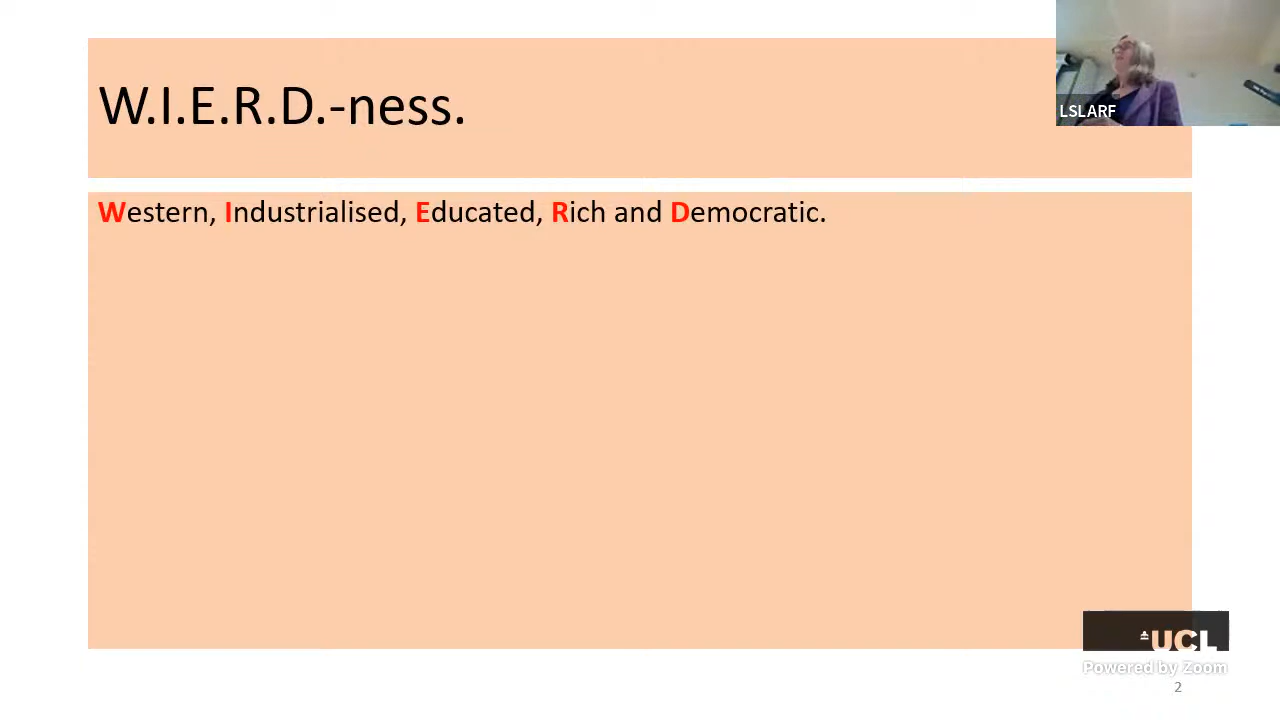 W.I.E.R.D.-ness.
LSLARF
Western, Industrialised, Educated, Rich and Democratic.
UCL
Powered by Zoom
2